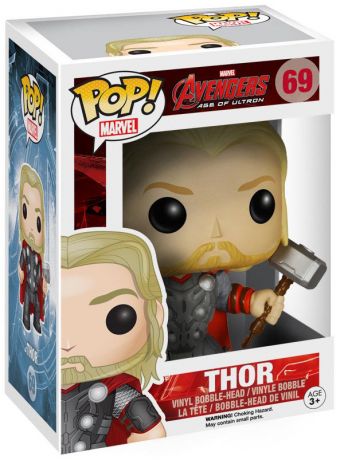 POP!
MARVEL
POP!
MARVEL
MARVEL
AVENGERS
AGE OF ULTRON
69
THOR
THOR
VINYL BOBBLE-HEAD / VINYLE BOBBLE
LA TÊTE / BOBBLE-HEAD DE VINIL
WARNING! Choking Hazard.
May contain small parts.
AGE
3+